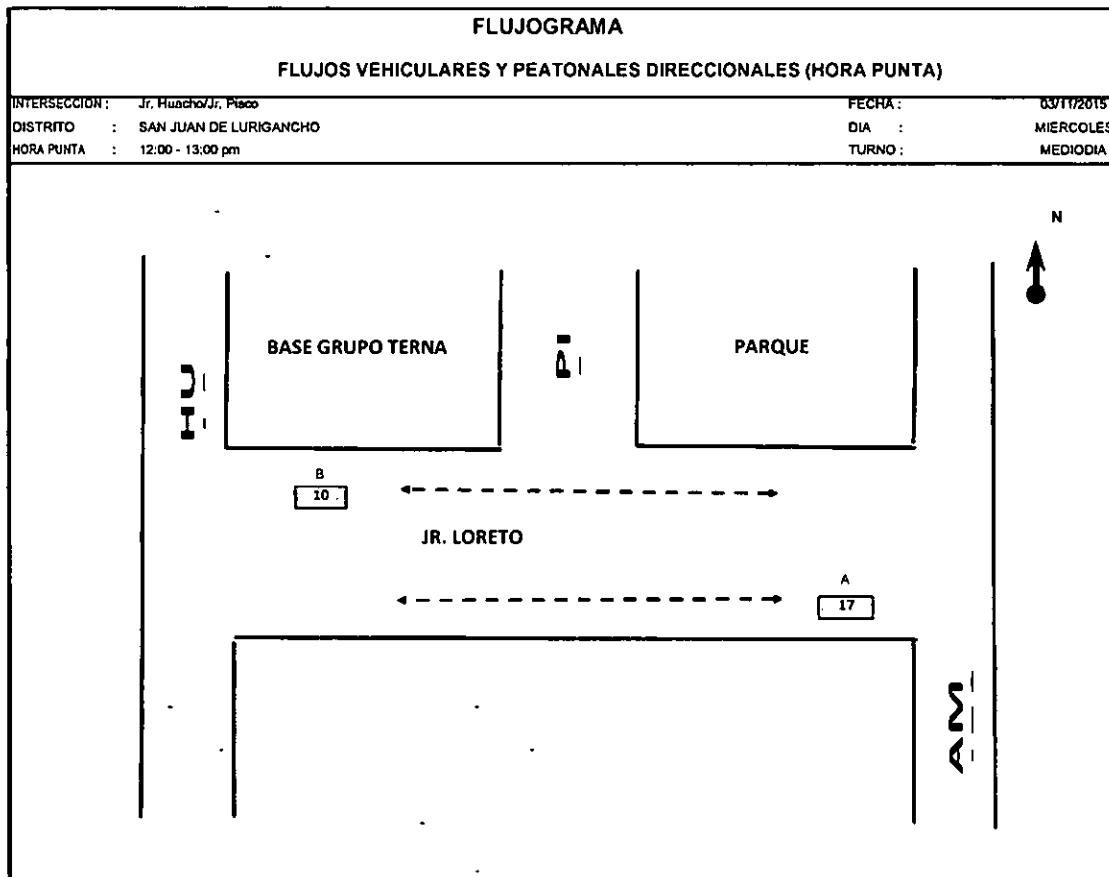 FLUJOGRAMA
FLUJOS VEHICULARES Y PEATONALES DIRECCIONALES (HORA PUNTA)
INTERSECCION : Jr. Huacho/Jr. Pisco FECHA : 03/11/2015
DISTRITO : SAN JUAN DE LURIGANCHO DIA : MIERCOLES
HORA PUNTA : 12:00 - 13:00 pm TURNO : MEDIODIA
N
BASE GRUPO TERNA
PI
PARQUE
HU
B
10
JR. LORETO
A
17
AM